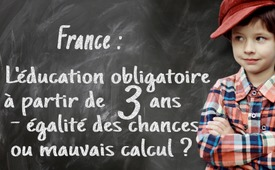 France :
L'éducation obligatoire
à partir de 3 ans
- égalité des chances
ou mauvais calcul ?